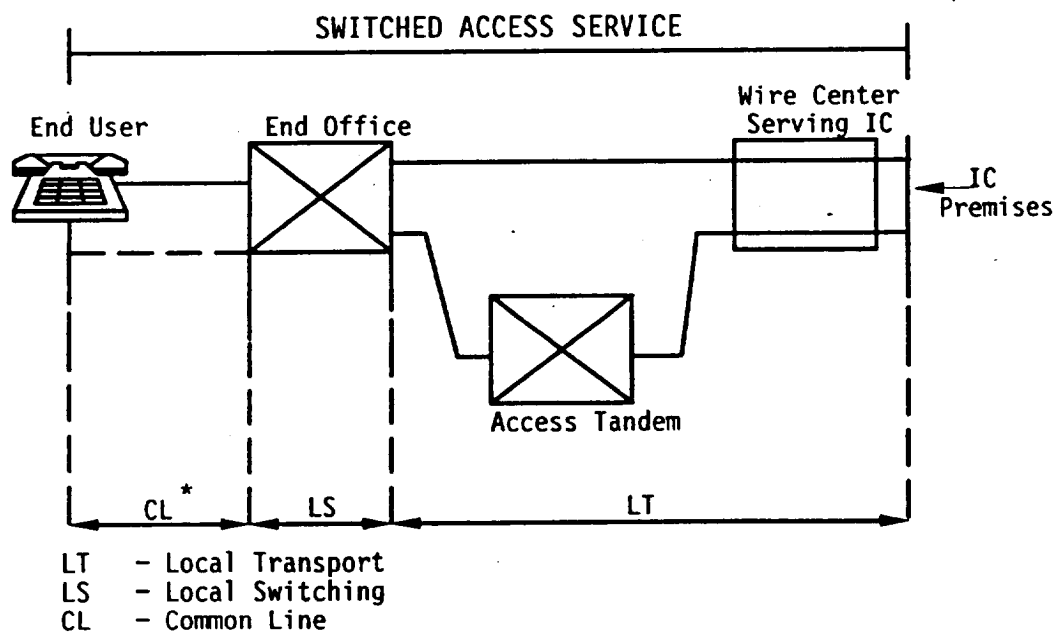 SWITCHED ACCESS SERVICE
End User
End Office
Wire Center
Serving IC
IC
Premises
Access Tandem
CL*
LS
LT
LT - Local Transport
LS - Local Switching
CL - Common Line